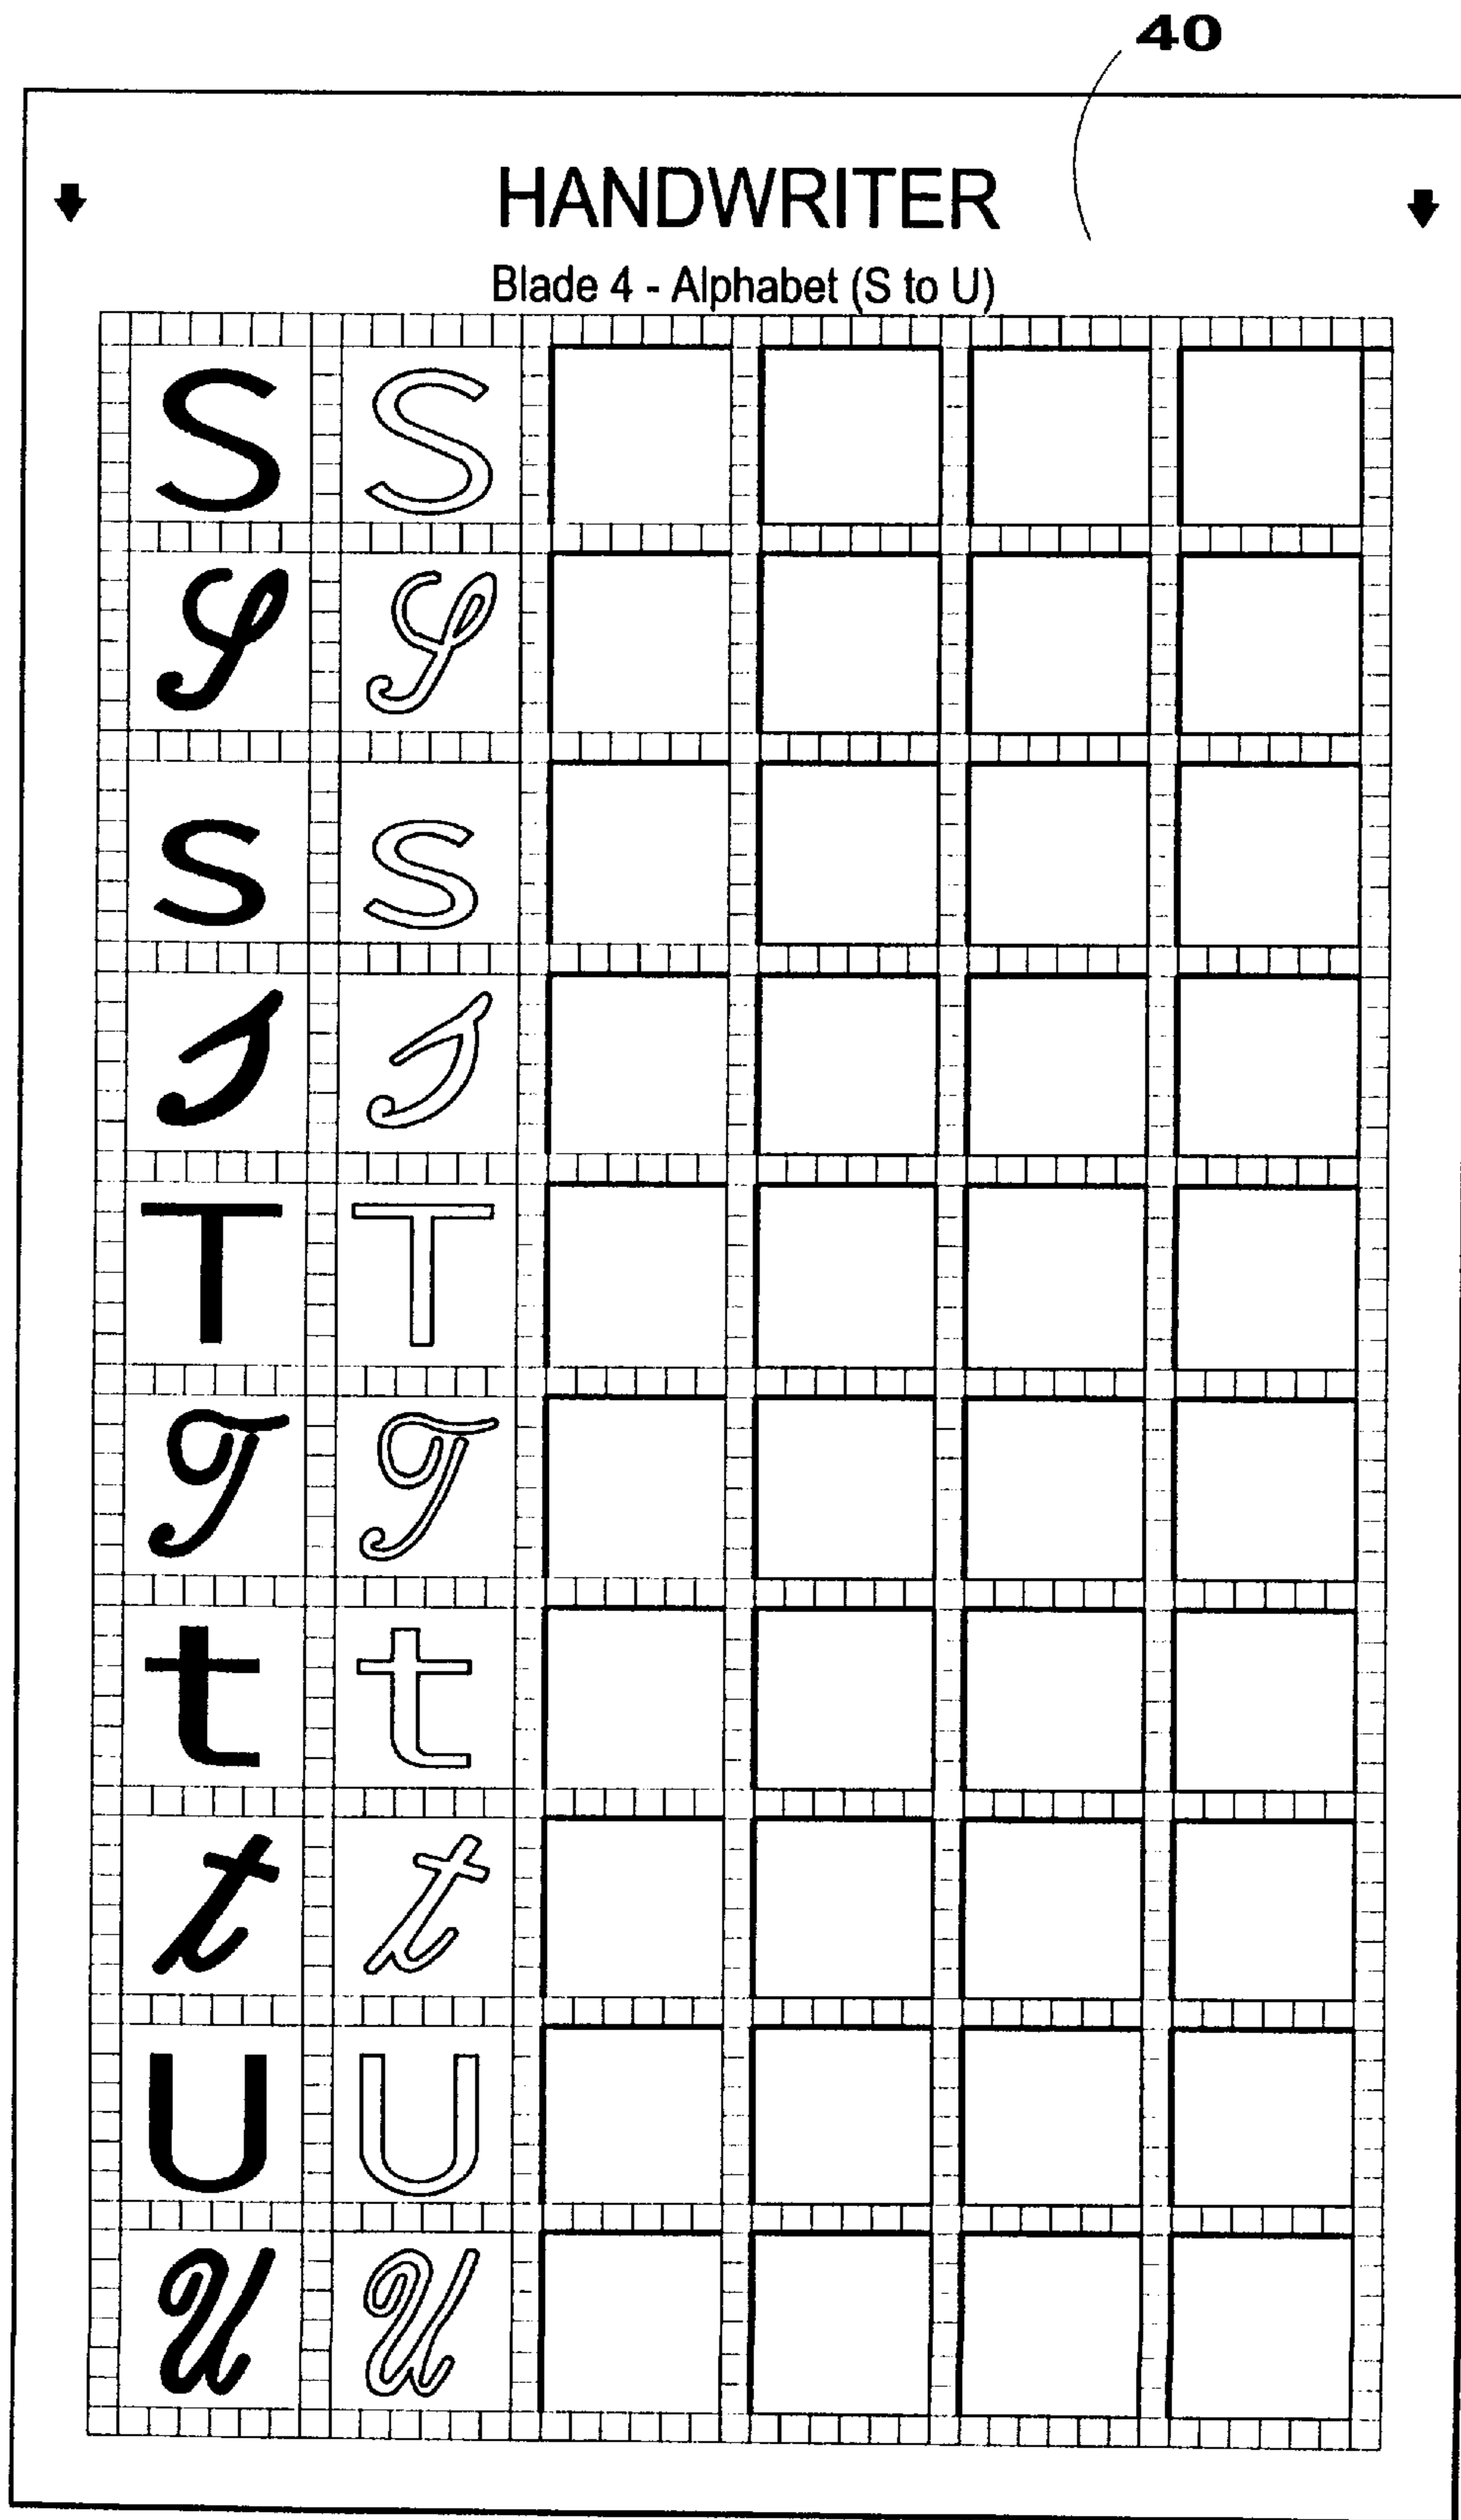 40
HANDWRITER
Blade 4 - Alphabet (S to U)
S S
S S
s s
s s
T T
T T
t t
t t
U U
U U